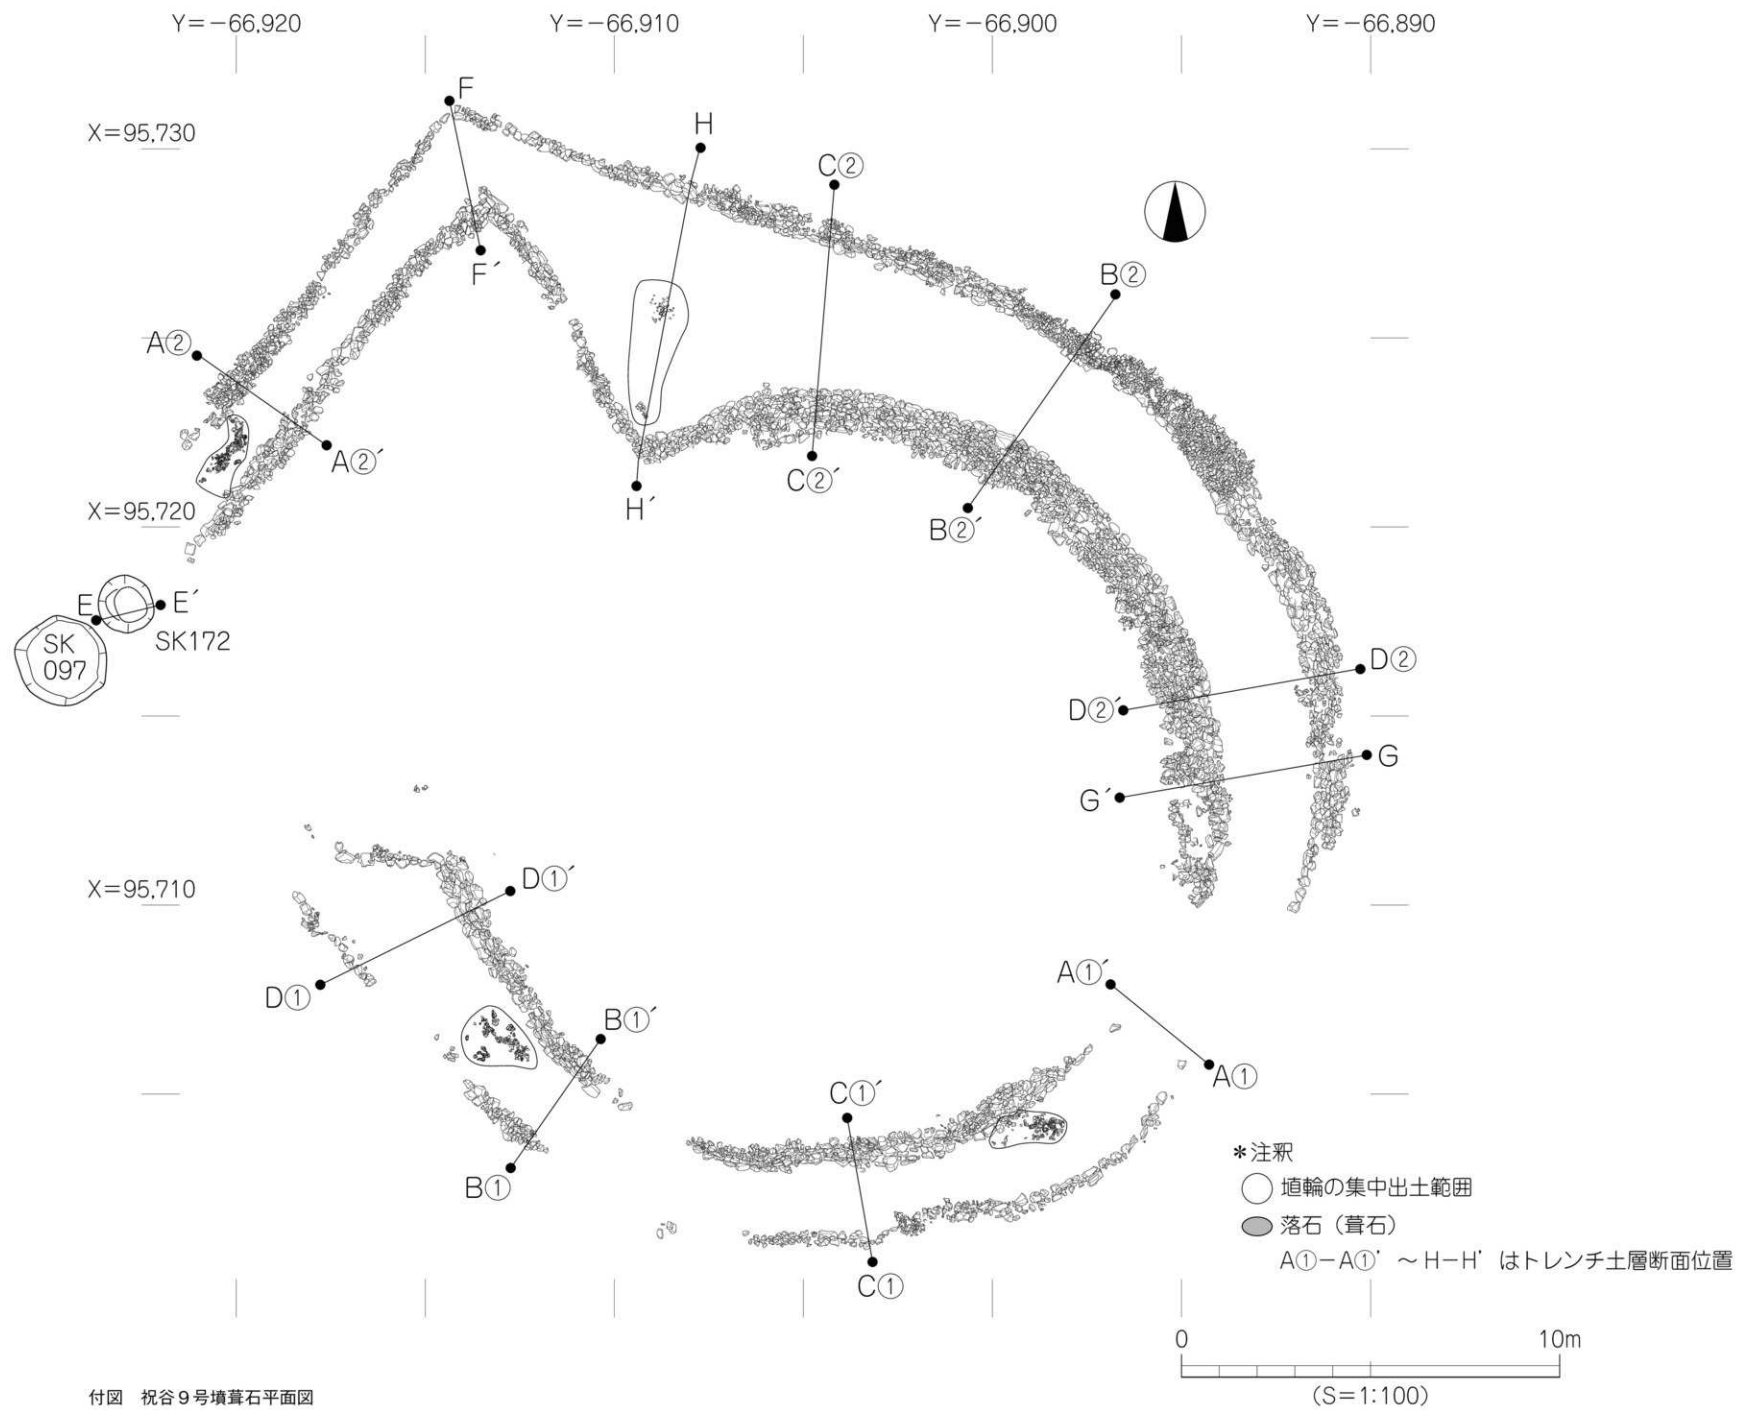 Y=−66,920
Y=−66,910
Y=−66,900
Y=−66,890
F
X=95,730
H
C②
F´
B②
A②
A②´
C②´
H´
X=95,720
B②´
E
E´
SK172
SK
097
D②
D②´
G
G´
D①´
X=95,710
D①
A①´
B①´
A①
C①´
B①
C①
*注釈
埴輪の集中出土範囲
落石（葺石）
A①−A①' ～H−H' はトレンチ土層断面位置
0 10m
(S=1:100)
付図 祝谷９号墳葺石平面図